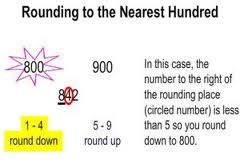 Rounding to the Nearest Hundred
800 900
842
1 - 4 5 - 9
round down round up
In this case, the
number to the right of
the rounding place
(circled number) is less
than 5 so you round
down to 800.